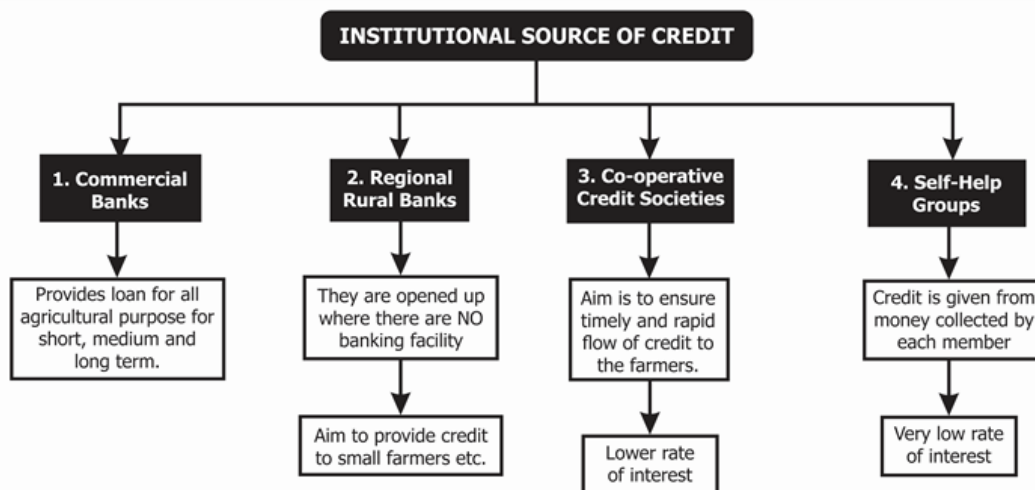 INSTITUTIONAL SOURCE OF CREDIT
1. Commercial
Banks
2. Regional
Rural Banks
3. Co-operative
Credit Societies
4. Self-Help
Groups
Provides loan for all
agricultural purpose for
short, medium and
long term.
They are opened up
where there are NO
banking facility
Aim is to ensure
timely and rapid
flow of credit to
the farmers.
Credit is given from
money collected by
each member
Aim to provide credit
to small farmers etc.
Lower rate
of interest
Very low rate
of interest